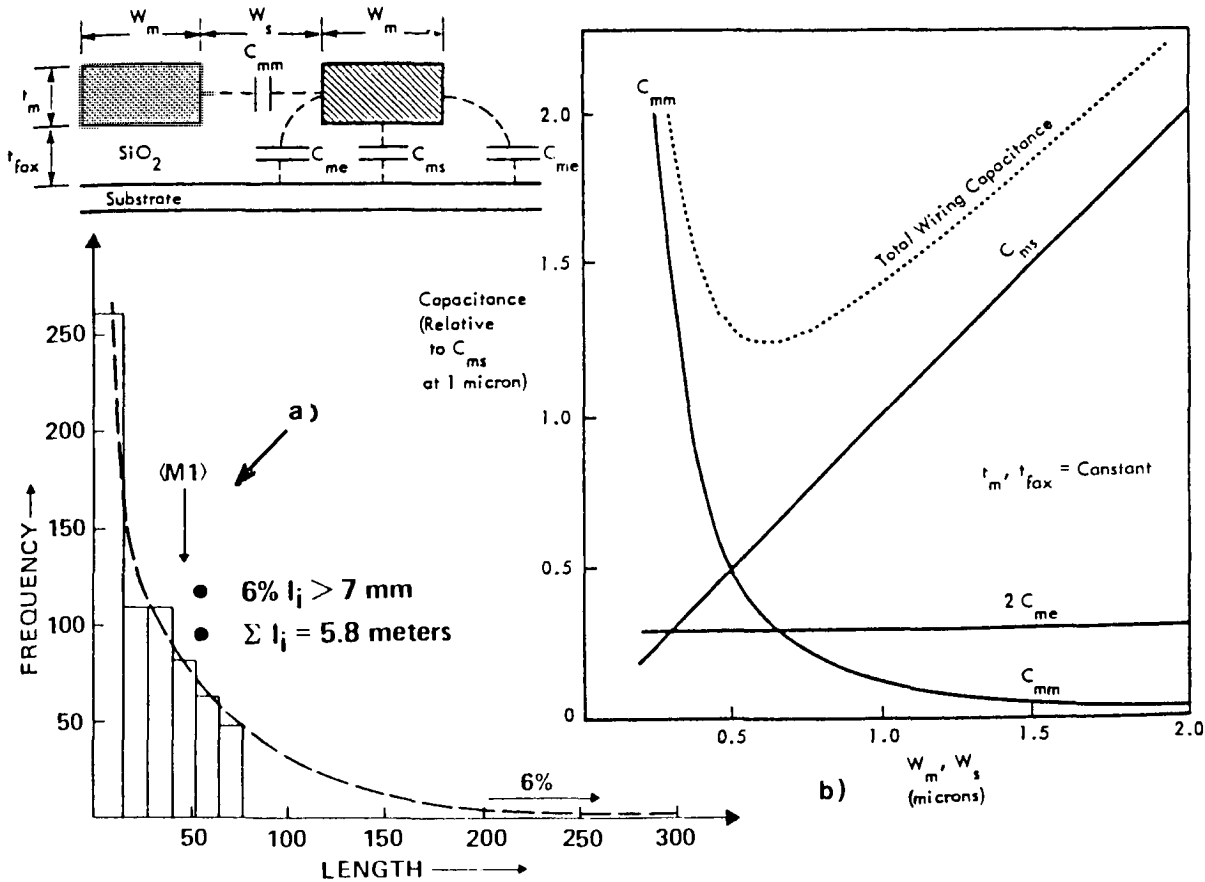 W_m W_s W_m
C_mm
t_m
t_fox
SiO_2
C_me C_ms C_me
Substrate
250
200
150
100
50
FREQUENCY
a)
⟨M1⟩
• 6% l_i > 7 mm
• Σ l_i = 5.8 meters
6%
50 100 150 200 250 300
LENGTH
Capacitance
(Relative
to C_ms
at 1 micron)
2.0
1.5
1.0
0.5
0
C_mm
Total Wiring Capacitance
C_ms
t_m, t_fox = Constant
2 C_me
C_mm
0.5 1.0 1.5 2.0
W_m, W_s
(microns)
b)